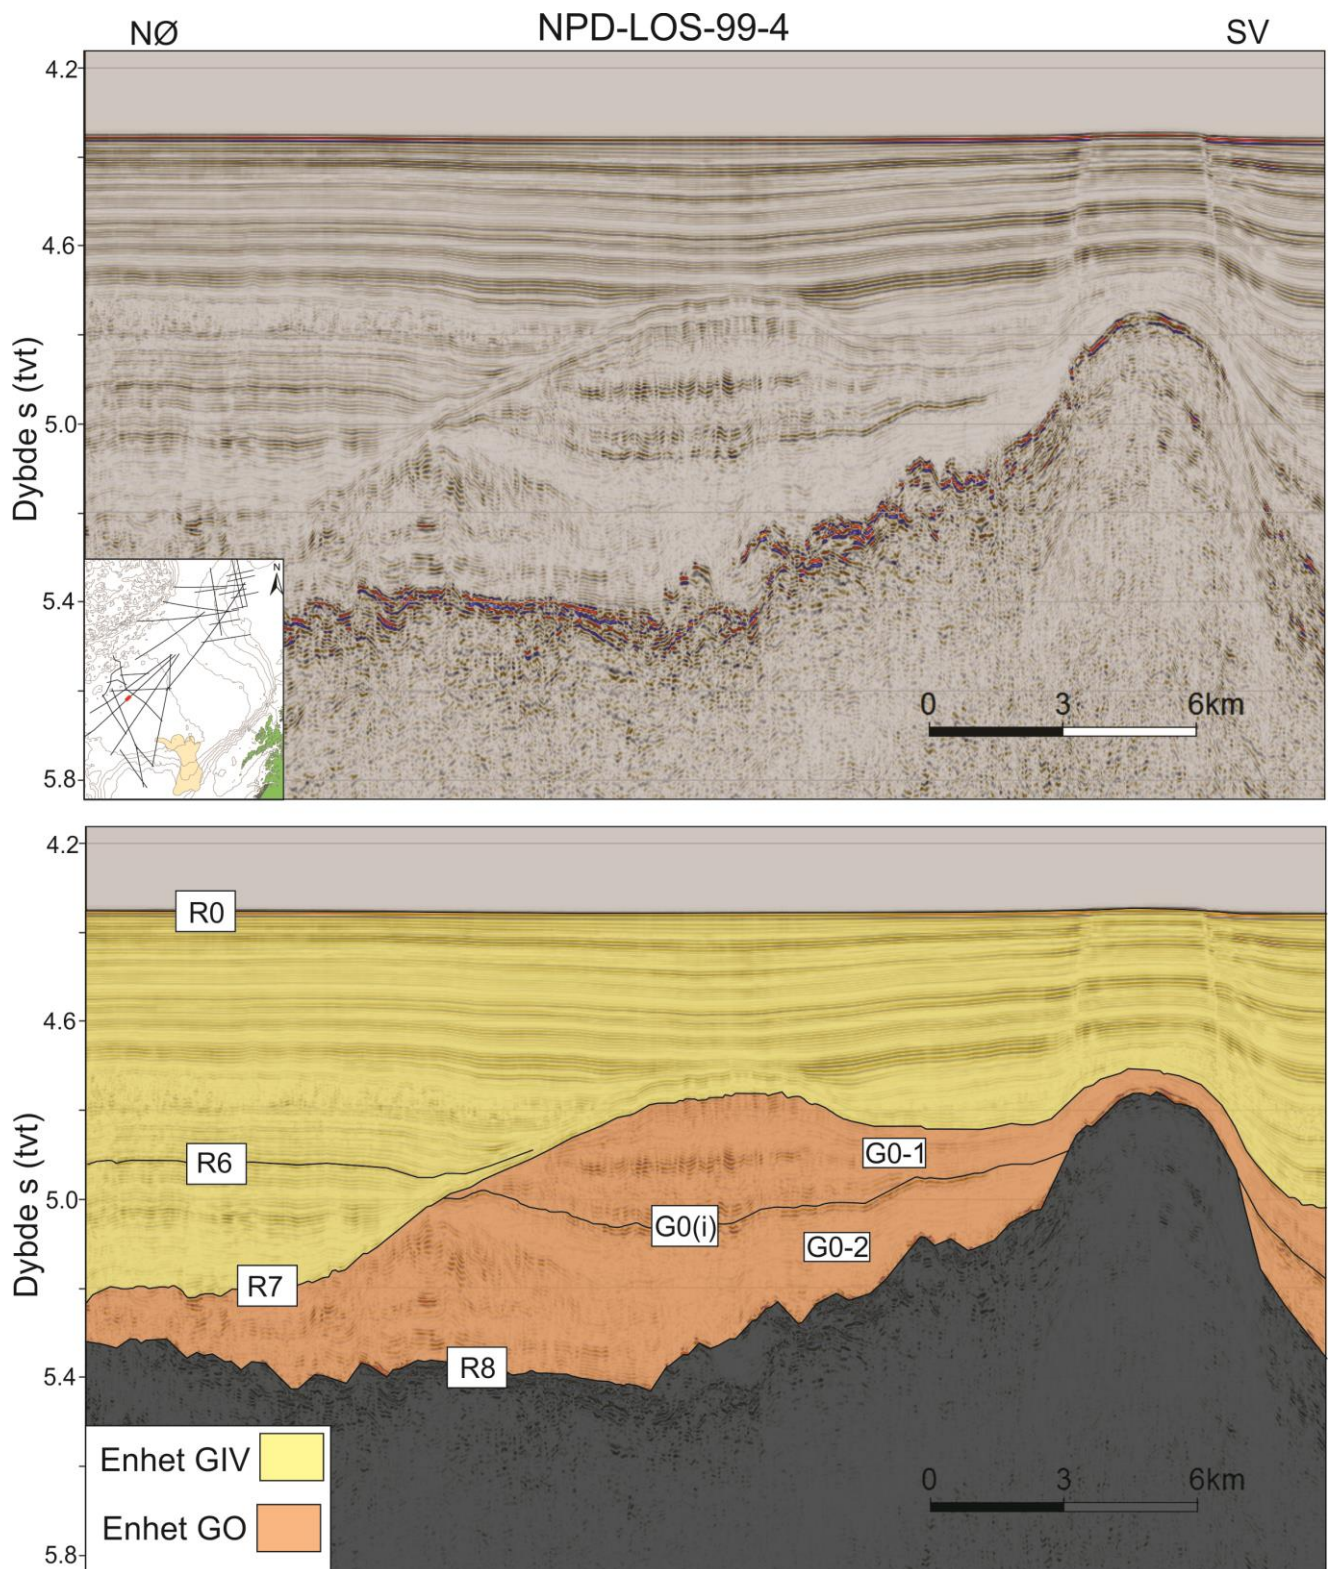 NØ NPD-LOS-99-4 SV
4.2
4.6
5.0
5.4
5.8
Dybde s (tvt)
N
0 3 6km
4.2
4.6
5.0
5.4
5.8
Dybde s (tvt)
R0
R6
G0-1
G0(i)
G0-2
R7
R8
0 3 6km
Enhet GIV
Enhet GO